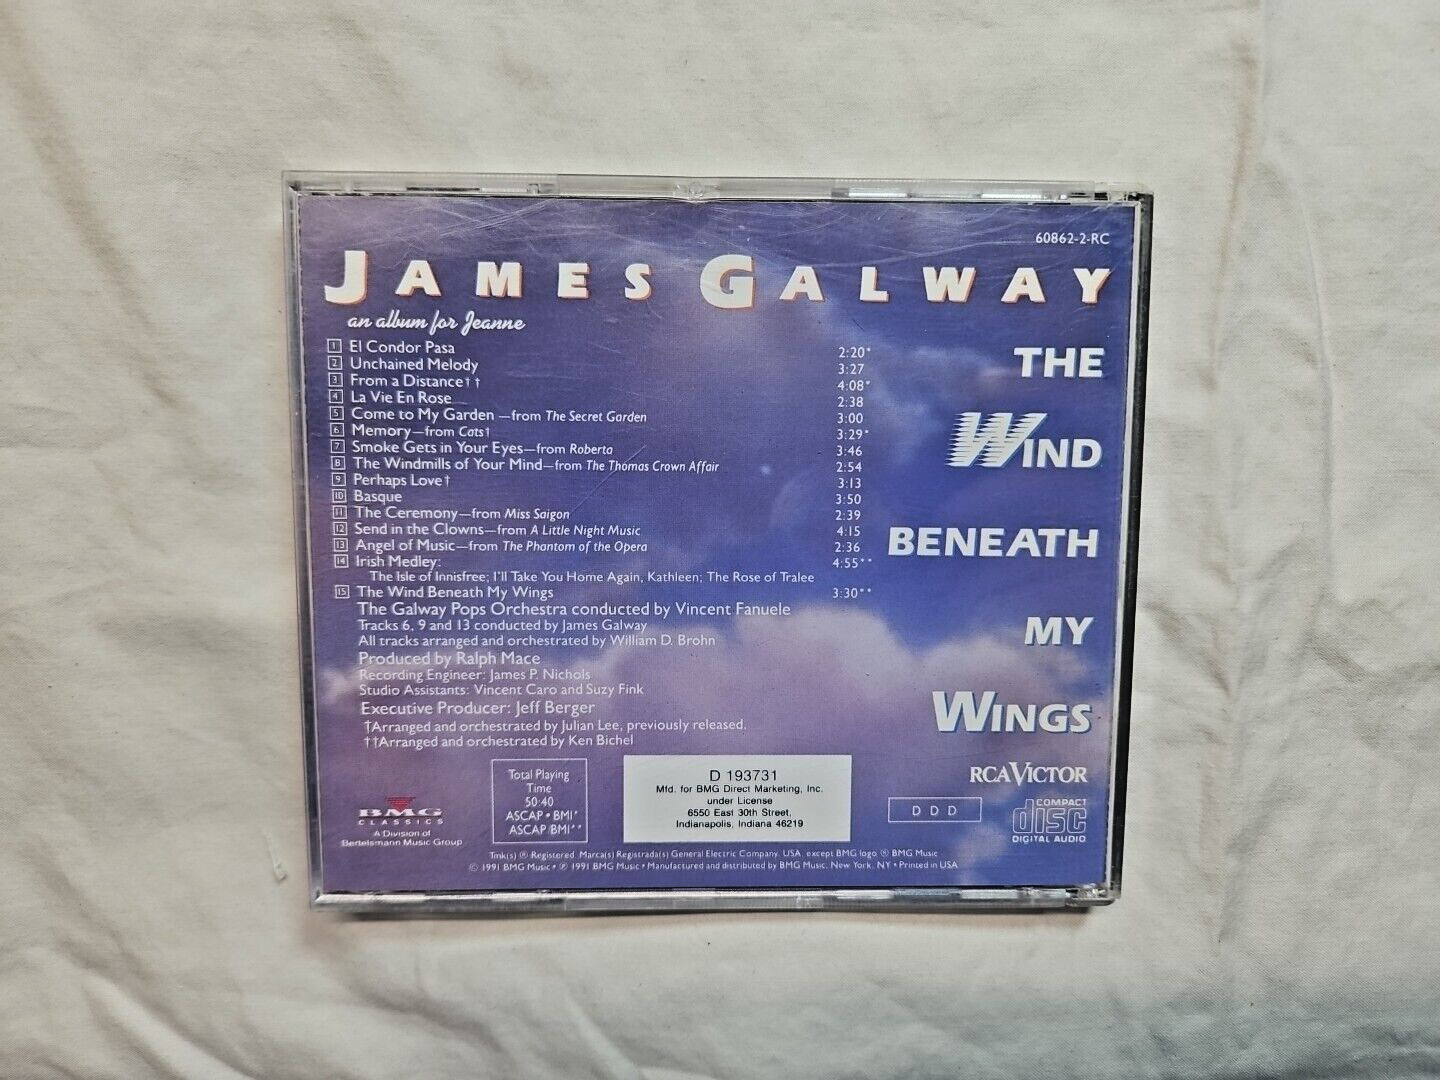 60862-2-RC
JAMES GALWAY
an album for Jeanne
THE
WIND
BENEATH
MY
WINGS
1 El Condor Pasa 2:20*
2 Unchained Melody 3:27
3 From a Distance†† 4:08*
4 La Vie En Rose 2:38
5 Come to My Garden—from The Secret Garden 3:00
6 Memory—from Cats† 3:29*
7 Smoke Gets in Your Eyes—from Roberta 3:46
8 The Windmills of Your Mind—from The Thomas Crown Affair 2:54
9 Perhaps Love† 3:13
10 Basque 3:50
11 The Ceremony—from Miss Saigon 2:39
12 Send in the Clowns—from A Little Night Music 4:15
13 Angel of Music—from The Phantom of the Opera 2:36
14 Irish Medley: 4:55**
The Isle of Innisfree; I'll Take You Home Again, Kathleen; The Rose of Tralee
15 The Wind Beneath My Wings 3:30**
The Galway Pops Orchestra conducted by Vincent Fanuele
Tracks 6, 9 and 13 conducted by James Galway
All tracks arranged and orchestrated by William D. Brohn
Produced by Ralph Mace
Recording Engineer: James P. Nichols
Studio Assistants: Vincent Caro and Suzy Fink
Executive Producer: Jeff Berger
†Arranged and orchestrated by Julian Lee, previously released.
††Arranged and orchestrated by Ken Bichel
BMG
CLASSICS
A Division of
Bertelsmann Music Group
Total Playing
Time
50:40
ASCAP • BMI*
ASCAP/BMI**
D 193731
Mfd. for BMG Direct Marketing, Inc.
under License
6550 East 30th Street,
Indianapolis, Indiana 46219
RCA VICTOR
D D D
COMPACT
disc
DIGITAL AUDIO
Tmk(s) ® Registered. Marca(s) Registrada(s) General Electric Company, USA, except BMG logo ® BMG Music
© 1991 BMG Music • ℗ 1991 BMG Music • Manufactured and distributed by BMG Music, New York, NY • Printed in USA